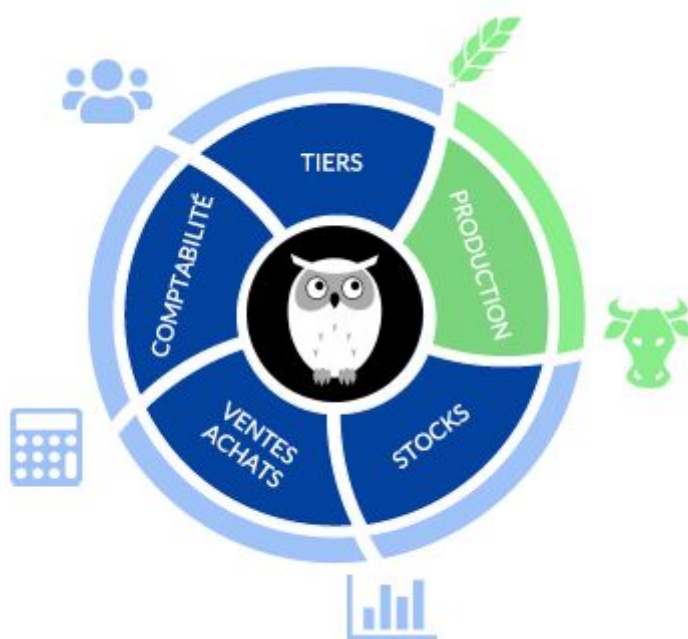 TIERS
PRODUCTION
STOCKS
VENTES
ACHATS
COMPTABILITÉ